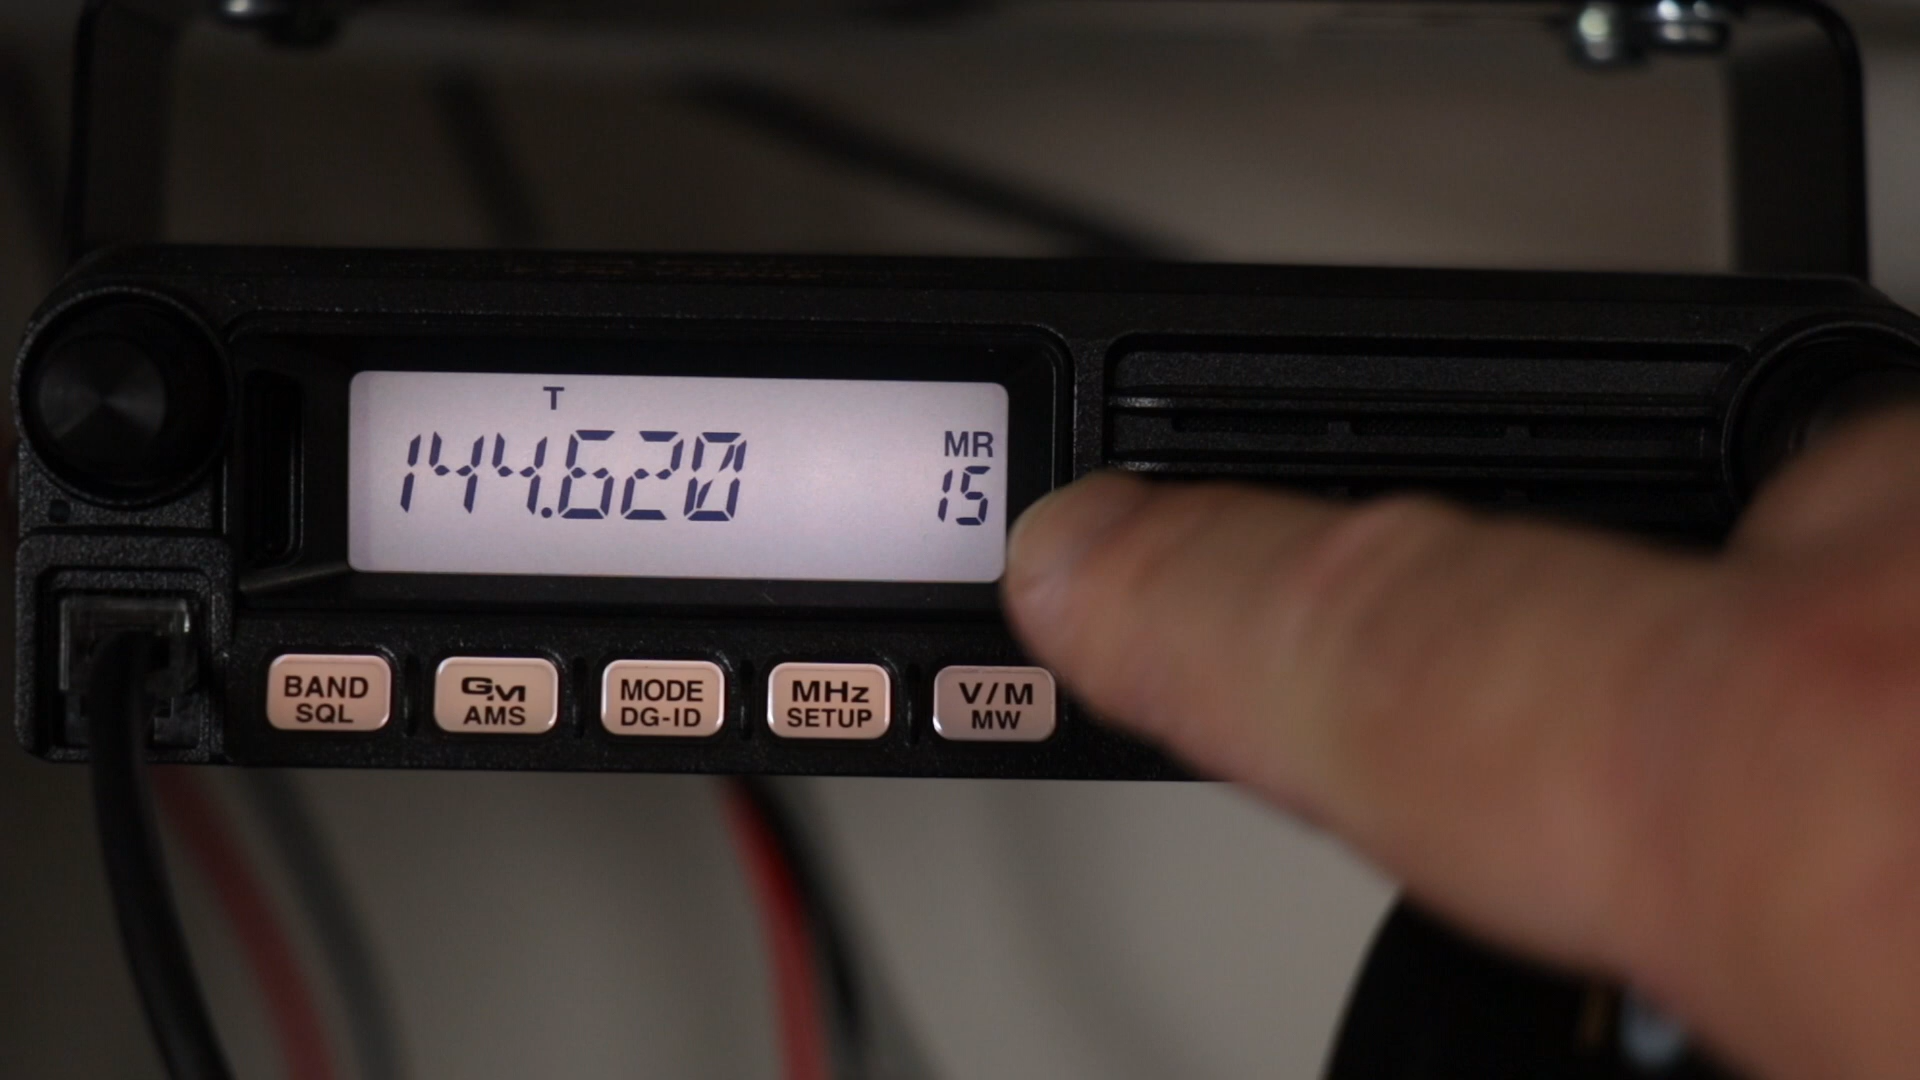 T
144.620
MR
15
BAND
SQL
GM
AMS
MODE
DG-ID
MHz
SETUP
V/M
MW